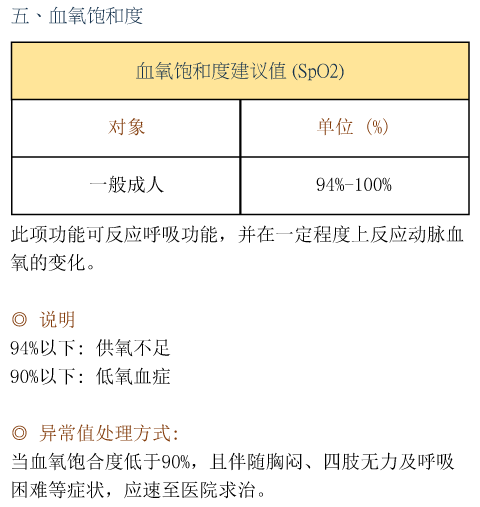 五、血氧饱和度
血氧饱和度建议值 (SpO2)
对象 单位 (%)
一般成人 94%-100%
此项功能可反应呼吸功能，并在一定程度上反应动脉血
氧的变化。
◎ 说明
94%以下: 供氧不足
90%以下: 低氧血症
◎ 异常值处理方式:
当血氧饱合度低于90%，且伴随胸闷、四肢无力及呼吸
困难等症状，应速至医院求治。